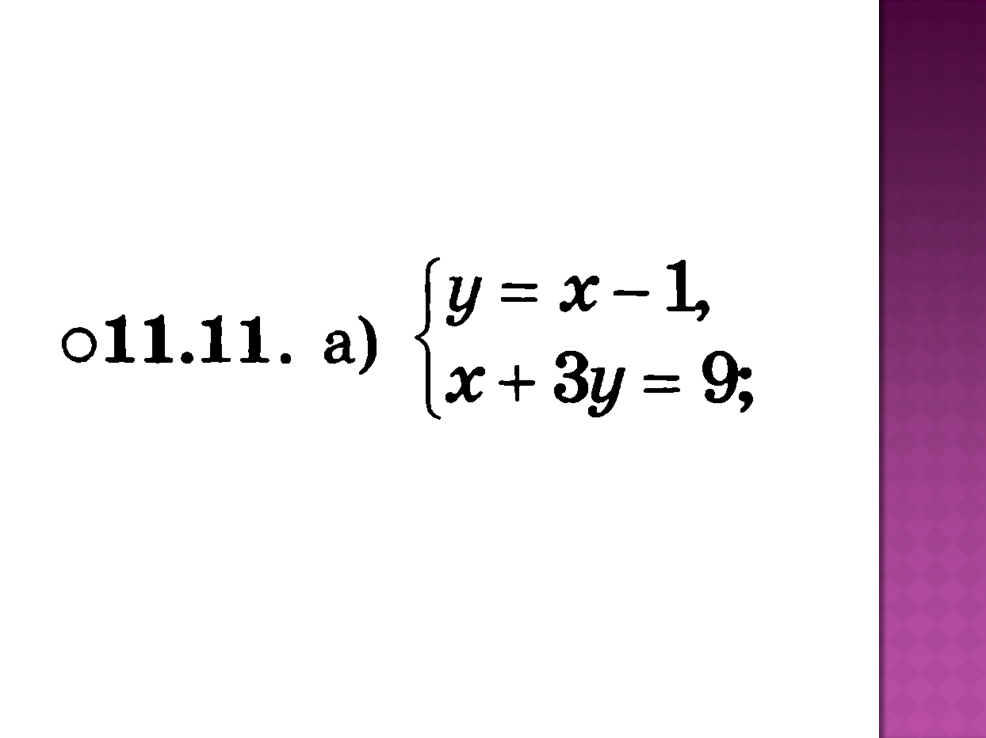 ○11.11. а) { y = x – 1,
x + 3y = 9;